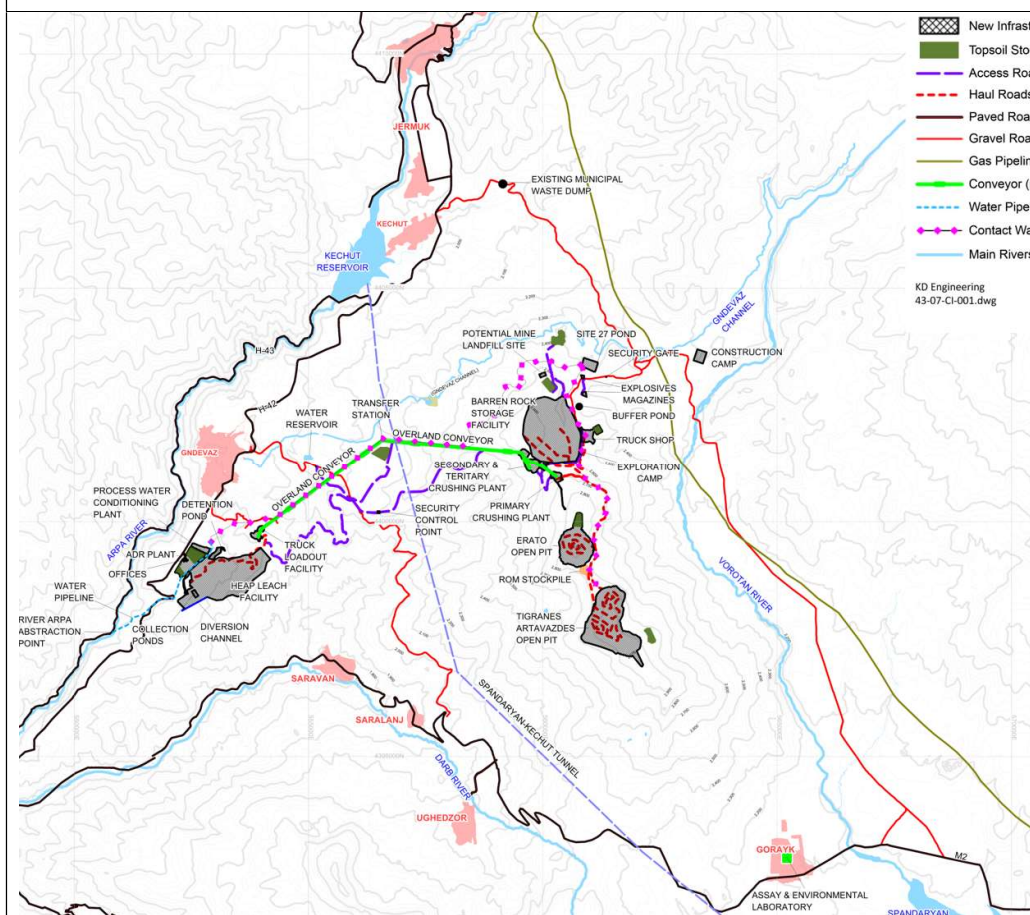 New Infrast
Topsoil Sto
Access Roa
Haul Roads
Paved Roa
Gravel Roa
Gas Pipelin
Conveyor (
Water Pipe
Contact Wa
Main Rivers
KD Engineering
43-07-CI-001.dwg
JERMUK
EXISTING MUNICIPAL
WASTE DUMP
KECHUT
KECHUT
RESERVOIR
GNDEVAZ
CHANNEL
H-43
POTENTIAL MINE
LANDFILL SITE
SITE 27 POND
SECURITY GATE
CONSTRUCTION
CAMP
(GNDEVAZ CHANNEL)
EXPLOSIVES
MAGAZINES
H-42
TRANSFER
STATION
BARREN ROCK
STORAGE
FACILITY
BUFFER POND
WATER
RESERVOIR
OVERLAND CONVEYOR
TRUCK SHOP
GNDEVAZ
OVERLAND CONVEYOR
SECONDARY &
TERTITARY
CRUSHING PLANT
EXPLORATION
CAMP
PROCESS WATER
CONDITIONING
PLANT
DETENTION
POND
SECURITY
CONTROL
POINT
PRIMARY
CRUSHING PLANT
ARPA RIVER
ADR PLANT
OFFICES
TRUCK
LOADOUT
FACILITY
ERATO
OPEN PIT
HEAP LEACH
FACILITY
ROM STOCKPILE
VOROTAN RIVER
WATER
PIPELINE
RIVER ARPA
ABSTRACTION
POINT
COLLECTION
PONDS
DIVERSION
CHANNEL
TIGRANES
ARTAVAZDES
OPEN PIT
SARAVAN
SPANDARYAN-KECHUT TUNNEL
SARALANJ
DARB RIVER
UGHEDZOR
GORAYK
M2
ASSAY & ENVIRONMENTAL
LABORATORY
SPANDARYAN